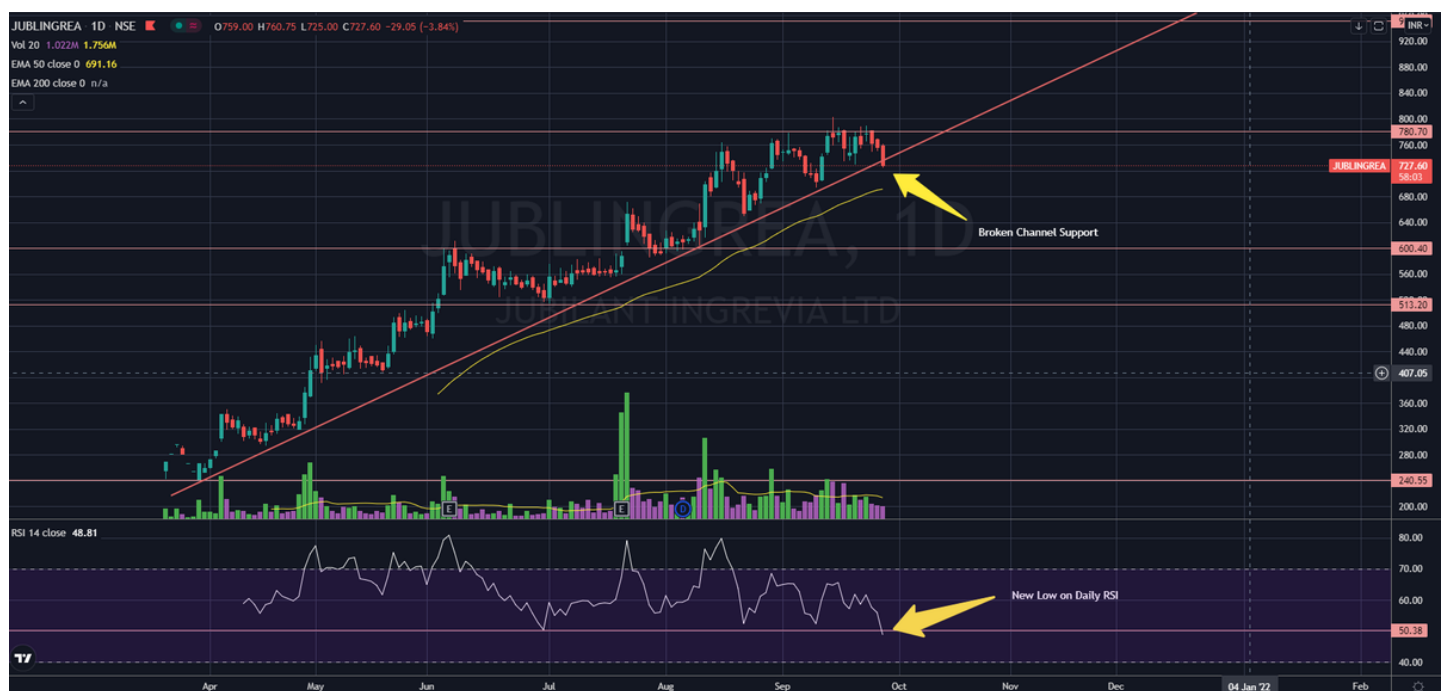 JUBLINGREA · 1D · NSE O759.00 H760.75 L725.00 C727.60 −29.05 (−3.84%)
INR
Vol 20 1.022M 1.756M
EMA 50 close 0 691.16
EMA 200 close 0 n/a
920.00
880.00
840.00
800.00
780.70
760.00
JUBLINGREA 727.60
58:03
680.00
640.00
JUBLINGREA, 1D
JUBILANT INGREVIA LTD
Broken Channel Support
600.40
560.00
513.20
480.00
440.00
407.05
360.00
320.00
280.00
240.55
200.00
E
E
D
RSI 14 close 48.81
80.00
70.00
60.00
New Low on Daily RSI
50.38
40.00
Apr May Jun Jul Aug Sep Oct Nov Dec 04 Jan '22 Feb